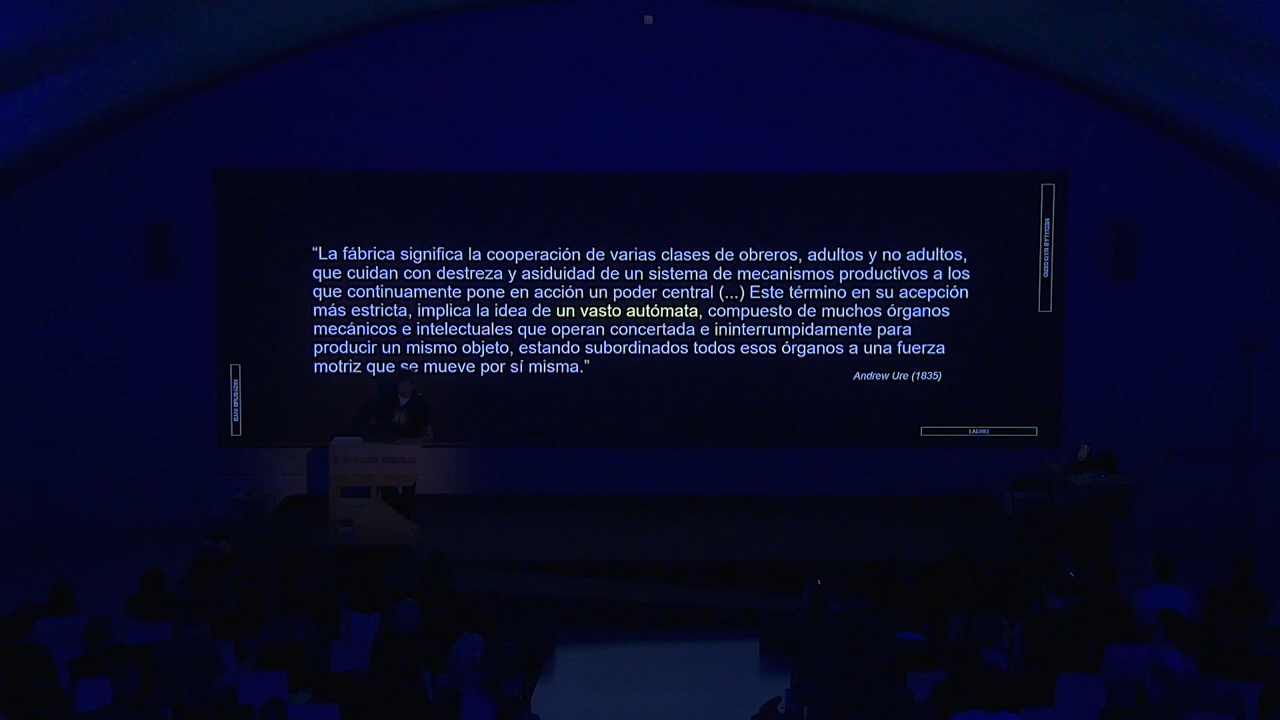 “La fábrica significa la cooperación de varias clases de obreros, adultos y no adultos,
que cuidan con destreza y asiduidad de un sistema de mecanismos productivos a los
que continuamente pone en acción un poder central (...) Este término en su acepción
más estricta, implica la idea de un vasto autómata, compuesto de muchos órganos
mecánicos e intelectuales que operan concertada e ininterrumpidamente para
producir un mismo objeto, estando subordinados todos esos órganos a una fuerza
motriz que se mueve por sí misma.”
Andrew Ure (1835)